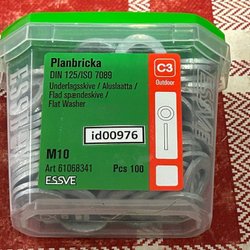 Planbricka
DIN 125/ISO 7089
Underlagsskive / Aluslaatta /
Flad spændeskive /
Flat Washer
C3
Outdoor
id00976
M10
Art 61068341
Pcs 100
ESSVE